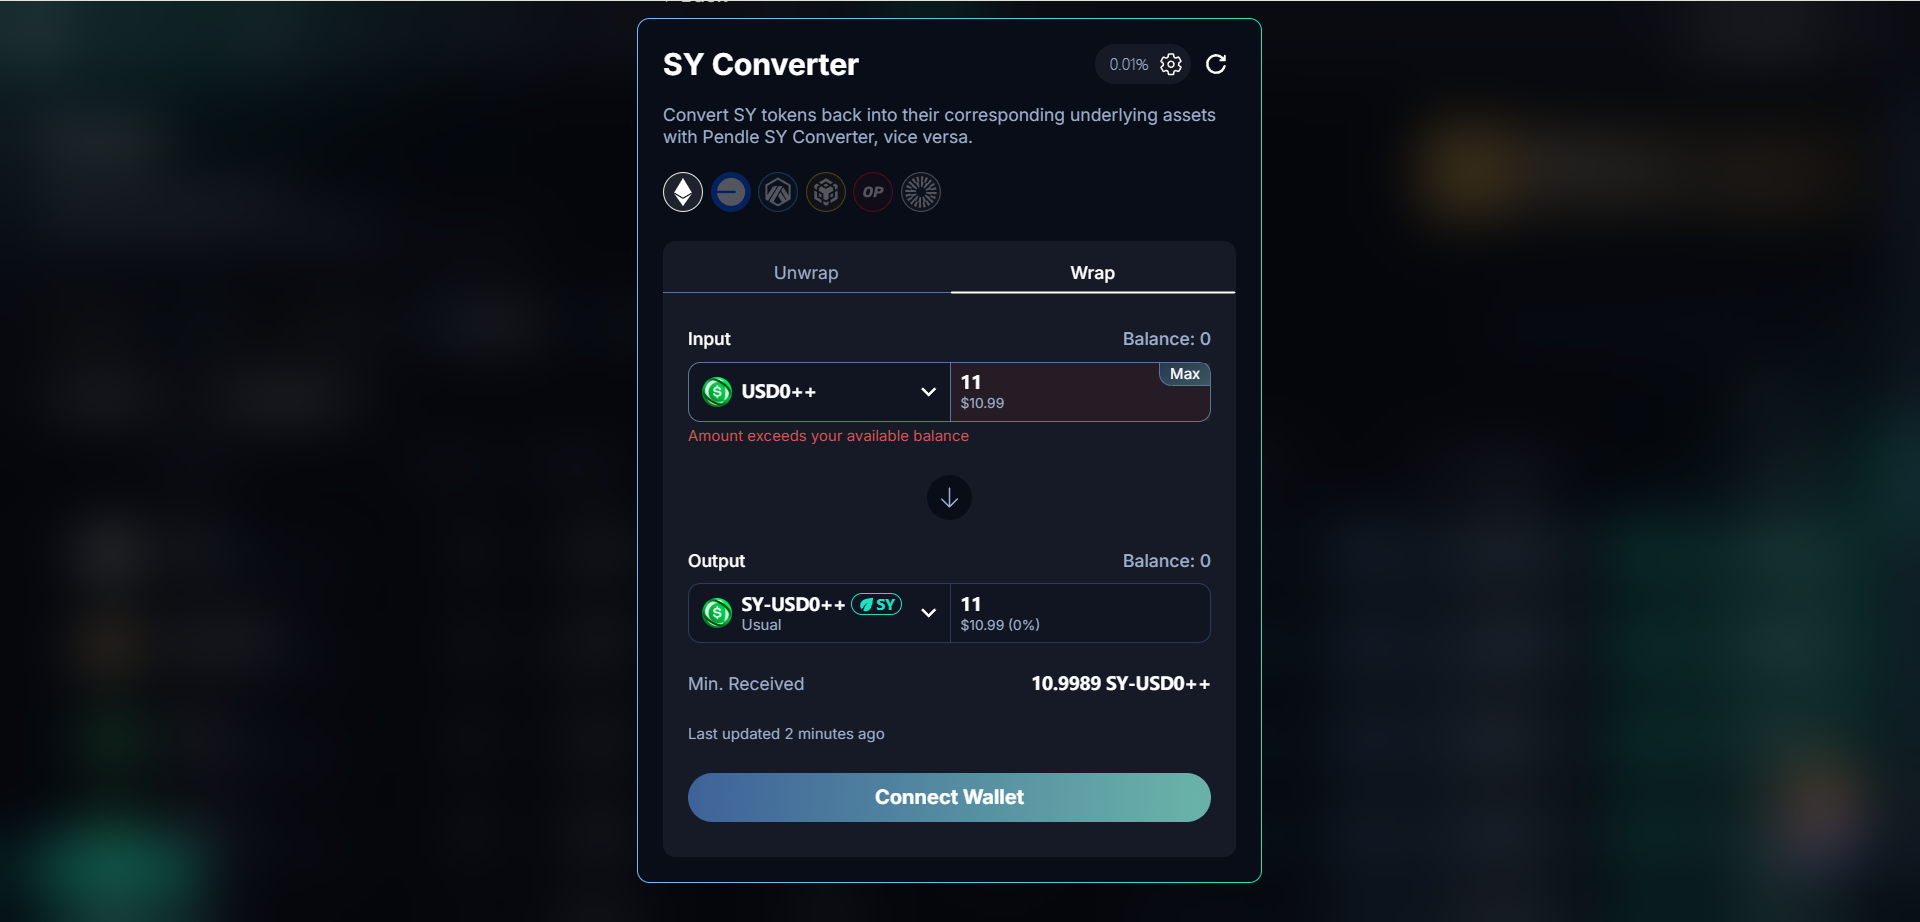 SY Converter
0.01%
Convert SY tokens back into their corresponding underlying assets
with Pendle SY Converter, vice versa.
OP
Unwrap
Wrap
Input
Balance: 0
USD0++
11
Max
$10.99
Amount exceeds your available balance
Output
Balance: 0
SY-USD0++
SY
Usual
11
$10.99 (0%)
Min. Received
10.9989 SY-USD0++
Last updated 2 minutes ago
Connect Wallet